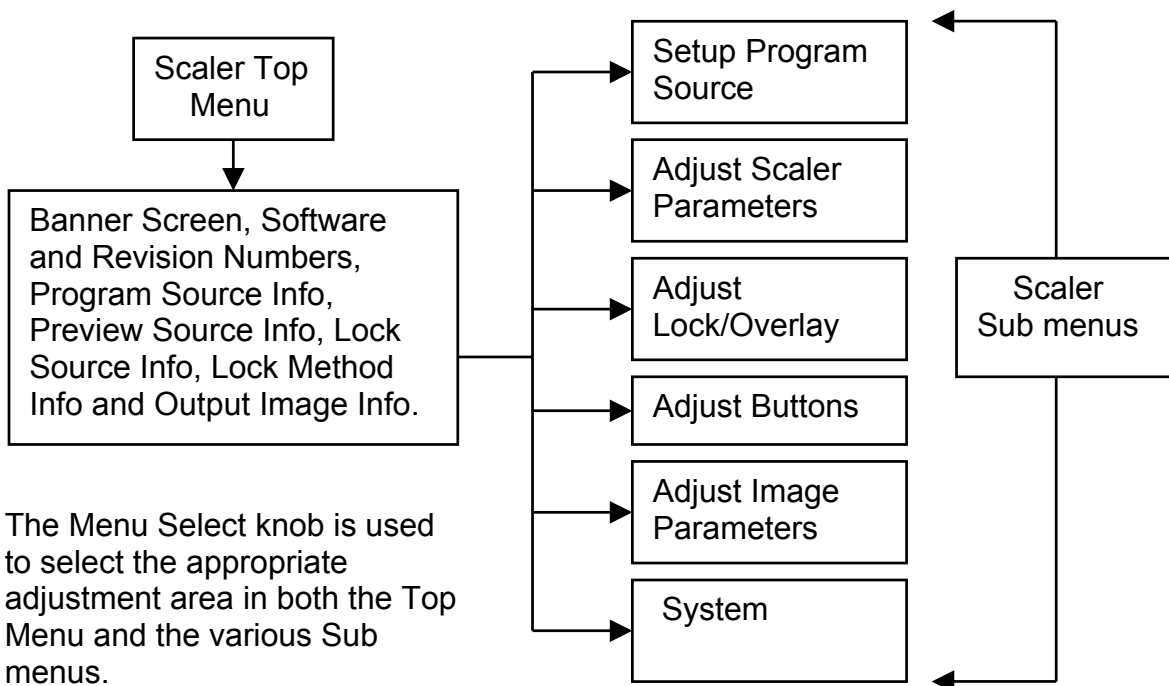 Scaler Top
Menu
Banner Screen, Software
and Revision Numbers,
Program Source Info,
Preview Source Info, Lock
Source Info, Lock Method
Info and Output Image Info.
The Menu Select knob is used
to select the appropriate
adjustment area in both the Top
Menu and the various Sub
menus.
Setup Program
Source
Adjust Scaler
Parameters
Adjust
Lock/Overlay
Adjust Buttons
Adjust Image
Parameters
System
Scaler
Sub menus